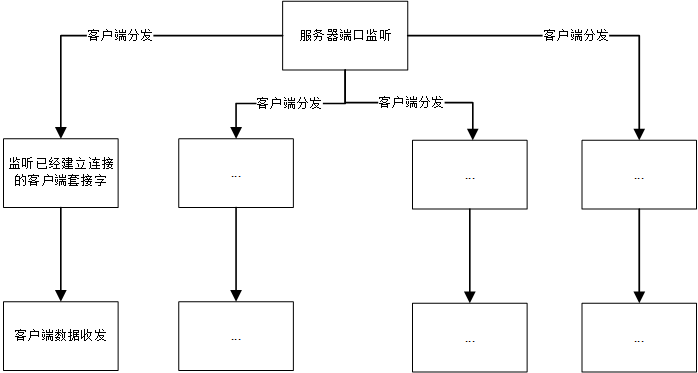 服务器端口监听
客户端分发
客户端分发
客户端分发
客户端分发
监听已经建立连接
的客户端套接字
...
...
...
客户端数据收发
...
...
...